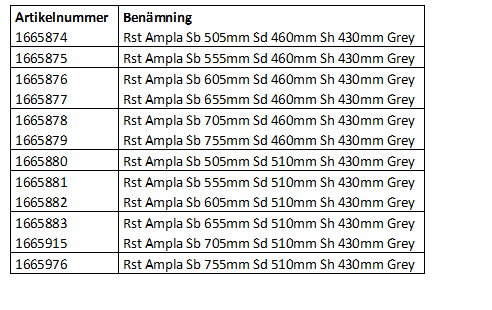 Artikelnummer Benämning
1665874 Rst Ampla Sb 505mm Sd 460mm Sh 430mm Grey
1665875 Rst Ampla Sb 555mm Sd 460mm Sh 430mm Grey
1665876 Rst Ampla Sb 605mm Sd 460mm Sh 430mm Grey
1665877 Rst Ampla Sb 655mm Sd 460mm Sh 430mm Grey
1665878 Rst Ampla Sb 705mm Sd 460mm Sh 430mm Grey
1665879 Rst Ampla Sb 755mm Sd 460mm Sh 430mm Grey
1665880 Rst Ampla Sb 505mm Sd 510mm Sh 430mm Grey
1665881 Rst Ampla Sb 555mm Sd 510mm Sh 430mm Grey
1665882 Rst Ampla Sb 605mm Sd 510mm Sh 430mm Grey
1665883 Rst Ampla Sb 655mm Sd 510mm Sh 430mm Grey
1665915 Rst Ampla Sb 705mm Sd 510mm Sh 430mm Grey
1665976 Rst Ampla Sb 755mm Sd 510mm Sh 430mm Grey